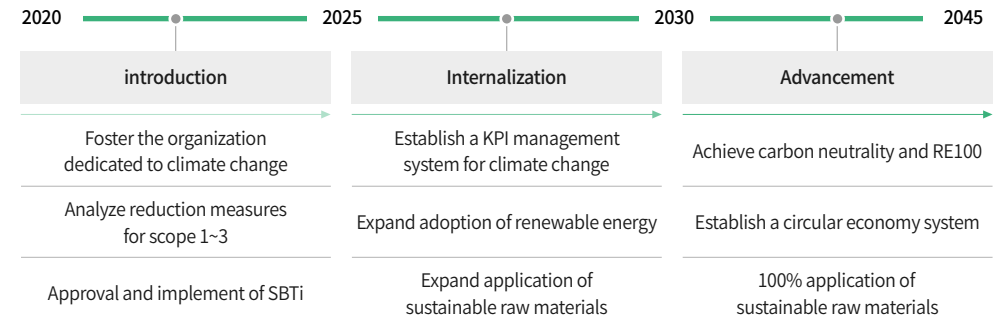 2020 2025 2030 2045
introduction
Foster the organization
dedicated to climate change
Analyze reduction measures
for scope 1~3
Approval and implement of SBTi
Internalization
Establish a KPI management
system for climate change
Expand adoption of renewable energy
Expand application of
sustainable raw materials
Advancement
Achieve carbon neutrality and RE100
Establish a circular economy system
100% application of
sustainable raw materials